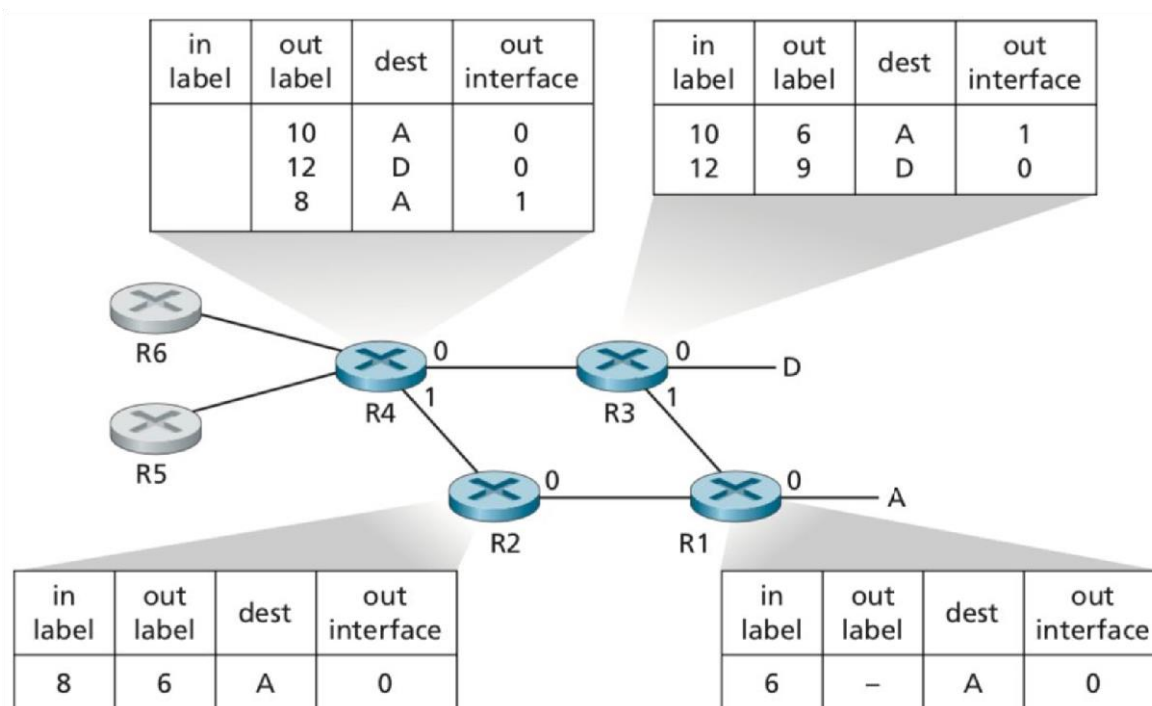 in label out label dest out interface
10 A 0
12 D 0
8 A 1
in label out label dest out interface
10 6 A 1
12 9 D 0
R6
R5
R4
0
1
R3
0
1
D
R2
0
R1
0
A
in label out label dest out interface
8 6 A 0
in label out label dest out interface
6 – A 0